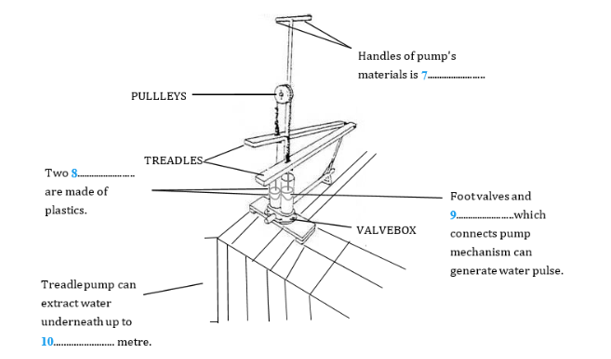 Handles of pump's
materials is 7........................
PULLLEYS
TREADLES
Two 8........................
are made of
plastics.
Foot valves and
9........................which
connects pump
mechanism can
generate water pulse.
VALVEBOX
Treadle pump can
extract water
underneath up to
10........................ metre.